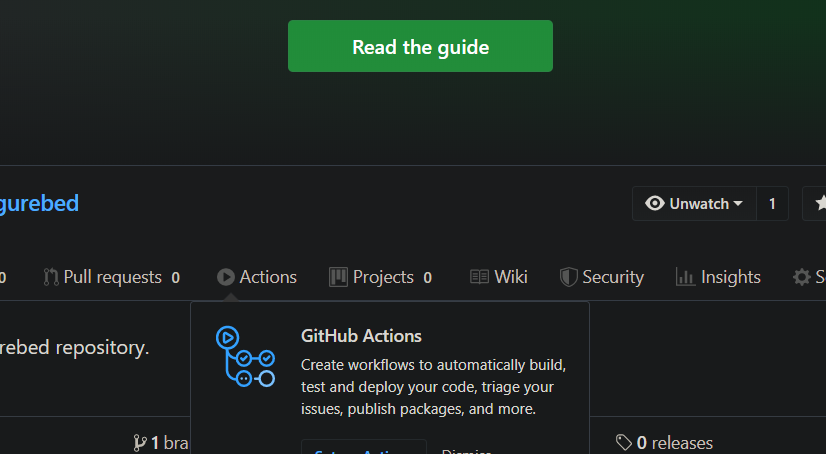 Read the guide
gurebed
Unwatch 1
0 Pull requests 0 Actions Projects 0 Wiki Security Insights S
rebed repository.
GitHub Actions
Create workflows to automatically build,
test and deploy your code, triage your
issues, publish packages, and more.
1 bra
0 releases
Dismiss